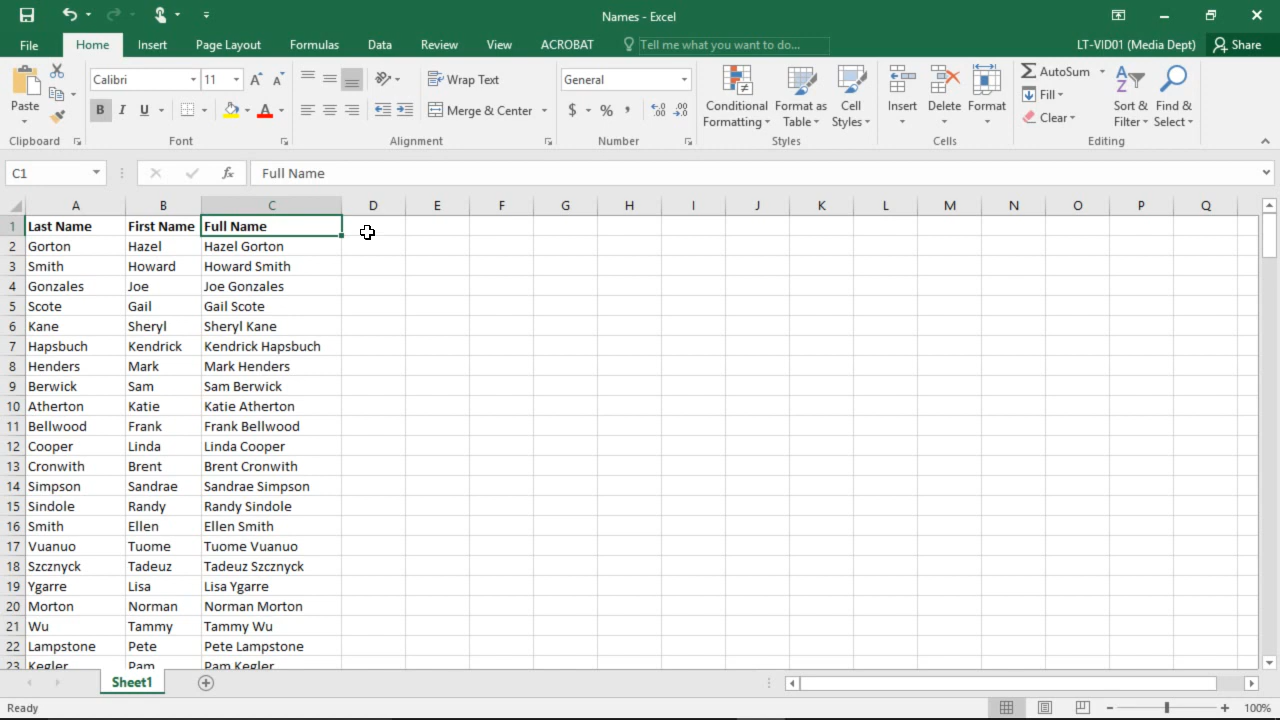 Names - Excel
File Home Insert Page Layout Formulas Data Review View ACROBAT Tell me what you want to do... LT-VID01 (Media Dept) Share
Paste
Clipboard
Calibri 11
B I U A
Font
Wrap Text
Merge & Center
Alignment
General
$ % ,
Number
Conditional Formatting
Format as Table
Cell Styles
Styles
Insert Delete Format
Cells
AutoSum
Fill
Clear
Sort & Filter
Find & Select
Editing
C1 fx Full Name
A B C D E F G H I J K L M N O P Q
1 Last Name First Name Full Name
2 Gorton Hazel Hazel Gorton
3 Smith Howard Howard Smith
4 Gonzales Joe Joe Gonzales
5 Scote Gail Gail Scote
6 Kane Sheryl Sheryl Kane
7 Hapsbuch Kendrick Kendrick Hapsbuch
8 Henders Mark Mark Henders
9 Berwick Sam Sam Berwick
10 Atherton Katie Katie Atherton
11 Bellwood Frank Frank Bellwood
12 Cooper Linda Linda Cooper
13 Cronwith Brent Brent Cronwith
14 Simpson Sandrae Sandrae Simpson
15 Sindole Randy Randy Sindole
16 Smith Ellen Ellen Smith
17 Vuanuo Tuome Tuome Vuanuo
18 Szcznyck Tadeuz Tadeuz Szcznyck
19 Ygarre Lisa Lisa Ygarre
20 Morton Norman Norman Morton
21 Wu Tammy Tammy Wu
22 Lampstone Pete Pete Lampstone
23 Kegler Pam Pam Kegler
Sheet1
Ready 100%